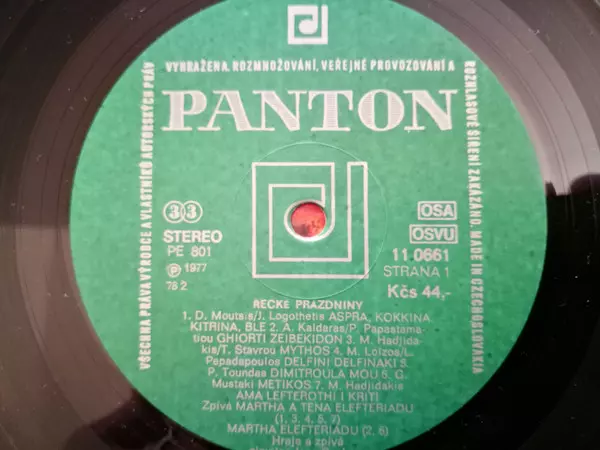 VŠECHNA PRÁVA VÝROBCE A VLASTNÍKŮ AUTORSKÝCH PRÁV
VYHRAŽENA. ROZMNOŽOVÁNÍ, VEŘEJNÉ PROVOZOVÁNÍ A
ROZHLASOVÉ ŠÍŘENÍ ZAKÁZÁNO. MADE IN CZECHOSLOVAKIA
PANTON
33
STEREO
PE 801
Ⓟ 1977
78 2
OSA
OSVU
11 0661
STRANA 1
Kčs 44,-
ŘECKÉ PRÁZDNINY
1. D. Moutsis/J. Logothetis ASPRA, KOKKINA
KITRINA, BLE 2. A. Kaldaras/P. Papastama-
tiou GHIORTI ZEIBEKIDON 3. M. Hadjida-
kis/T. Stavrou MYTHOS 4. M. Loizos/L.
Papadopoulos DELFINI DELFINAKI 5.
P. Toundas DIMITROULA MOU 6. G.
Mustaki METIKOS 7. M. Hadjidakis
AMA LEFTEROTHI I KRITI
Zpívá MARTHA A TENA ELEFTERIADU
(1, 3, 4, 5, 7)
MARTHA ELEFTERIADU (2, 6)
Hraje a zpívá